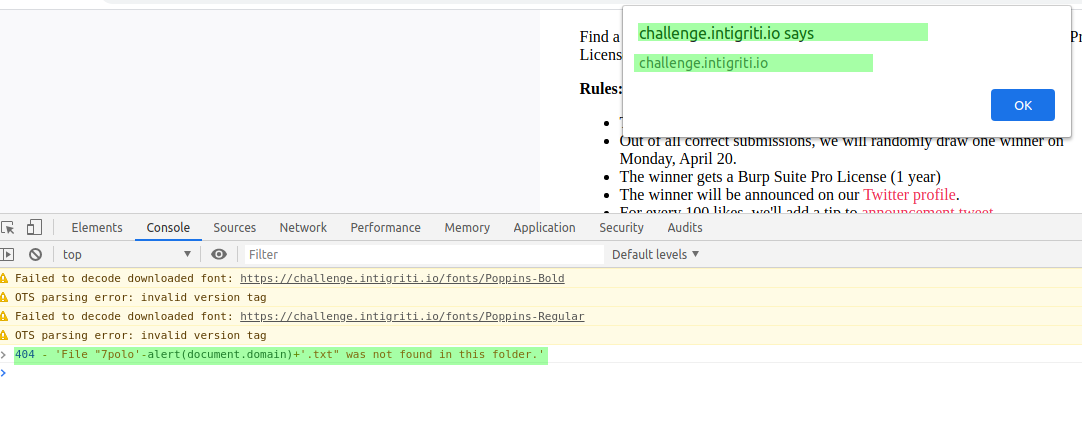 challenge.intigriti.io says
challenge.intigriti.io
OK
Find a
Licens
Rules:
Out of all correct submissions, we will randomly draw one winner on
Monday, April 20.
The winner gets a Burp Suite Pro License (1 year)
The winner will be announced on our Twitter profile.
For every 100 likes, we'll add a tip to announcement tweet
Elements Console Sources Network Performance Memory Application Security Audits
top Filter Default levels
Failed to decode downloaded font: https://challenge.intigriti.io/fonts/Poppins-Bold
OTS parsing error: invalid version tag
Failed to decode downloaded font: https://challenge.intigriti.io/fonts/Poppins-Regular
OTS parsing error: invalid version tag
404 - 'File "7polo'-alert(document.domain)+'.txt" was not found in this folder.'